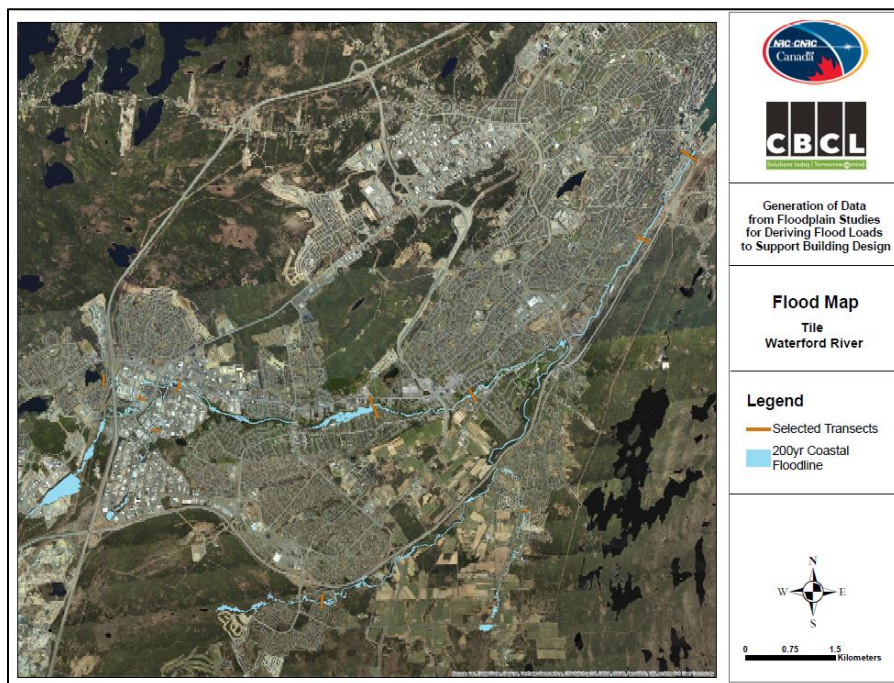 NRC·CNRC
Canada
CBCL
Solutions today | Tomorrow in mind
Generation of Data
from Floodplain Studies
for Deriving Flood Loads
to Support Building Design
Flood Map
Tile
Waterford River
Legend
Selected Transects
200yr Coastal
Floodline
N
W
E
S
0 0.75 1.5
Kilometers